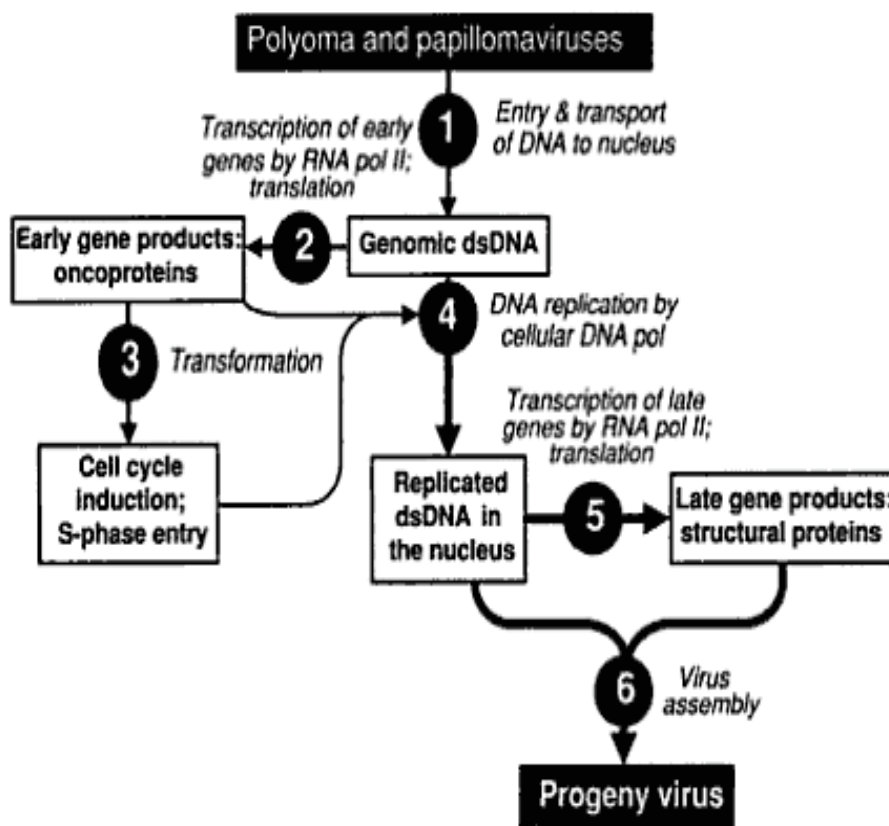 Polyoma and papillomaviruses
1
Entry & transport
of DNA to nucleus
Transcription of early
genes by RNA pol II;
translation
2
Genomic dsDNA
Early gene products:
oncoproteins
3
Transformation
4
DNA replication by
cellular DNA pol
Cell cycle
induction;
S-phase entry
Transcription of late
genes by RNA pol II;
translation
Replicated
dsDNA in
the nucleus
5
Late gene products:
structural proteins
6
Virus
assembly
Progeny virus